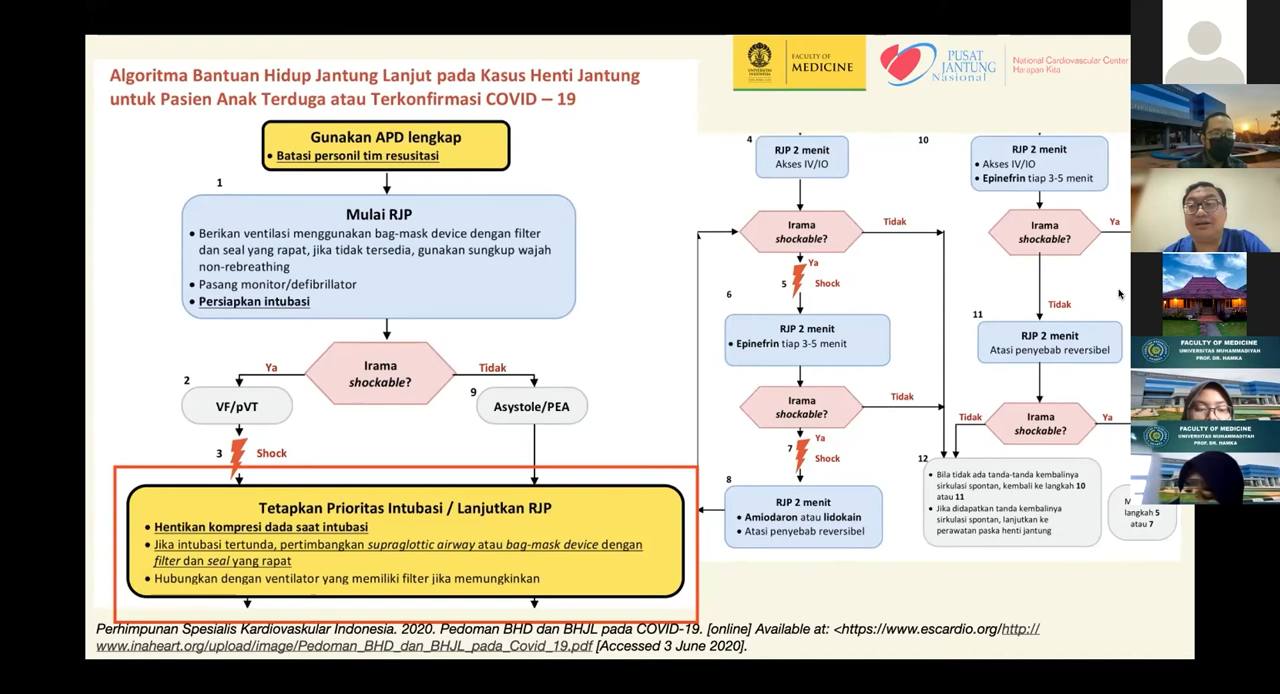 Algoritma Bantuan Hidup Jantung Lanjut pada Kasus Henti Jantung
untuk Pasien Anak Terduga atau Terkonfirmasi COVID – 19
UNIVERSITAS
INDONESIA
FACULTY OF
MEDICINE
PUSAT
JANTUNG
Nasional
National Cardiovascular Center
Harapan Kita
Gunakan APD lengkap
• Batasi personil tim resusitasi
1
Mulai RJP
• Berikan ventilasi menggunakan bag-mask device dengan filter
dan seal yang rapat, jika tidak tersedia, gunakan sungkup wajah
non-rebreathing
• Pasang monitor/defibrillator
• Persiapkan intubasi
Irama
shockable?
Ya
Tidak
2
VF/pVT
9
Asystole/PEA
3
Shock
Tetapkan Prioritas Intubasi / Lanjutkan RJP
• Hentikan kompresi dada saat intubasi
• Jika intubasi tertunda, pertimbangkan supraglottic airway atau bag-mask device dengan
filter dan seal yang rapat
• Hubungkan dengan ventilator yang memiliki filter jika memungkinkan
4
RJP 2 menit
Akses IV/IO
Irama
shockable?
Tidak
Ya
5
Shock
6
RJP 2 menit
• Epinefrin tiap 3-5 menit
Irama
shockable?
Tidak
Ya
7
Shock
8
RJP 2 menit
• Amiodaron atau lidokain
• Atasi penyebab reversibel
10
RJP 2 menit
• Akses IV/IO
• Epinefrin tiap 3-5 menit
Irama
shockable?
Ya
Tidak
11
RJP 2 menit
Atasi penyebab reversibel
Irama
shockable?
Tidak
Ya
12
• Bila tidak ada tanda-tanda kembalinya
sirkulasi spontan, kembali ke langkah 10
atau 11
• Jika didapatkan tanda kembalinya
sirkulasi spontan, lanjutkan ke
perawatan paska henti jantung
langkah 5
atau 7
Perhimpunan Spesialis Kardiovaskular Indonesia. 2020. Pedoman BHD dan BHJL pada COVID-19. [online] Available at: <https://www.escardio.org/http://
www.inaheart.org/upload/image/Pedoman_BHD_dan_BHJL_pada_Covid_19.pdf [Accessed 3 June 2020].
FACULTY OF MEDICINE
UNIVERSITAS MUHAMMADIYAH
PROF. DR. HAMKA
FACULTY OF MEDICINE
UNIVERSITAS MUHAMMADIYAH
PROF. DR. HAMKA